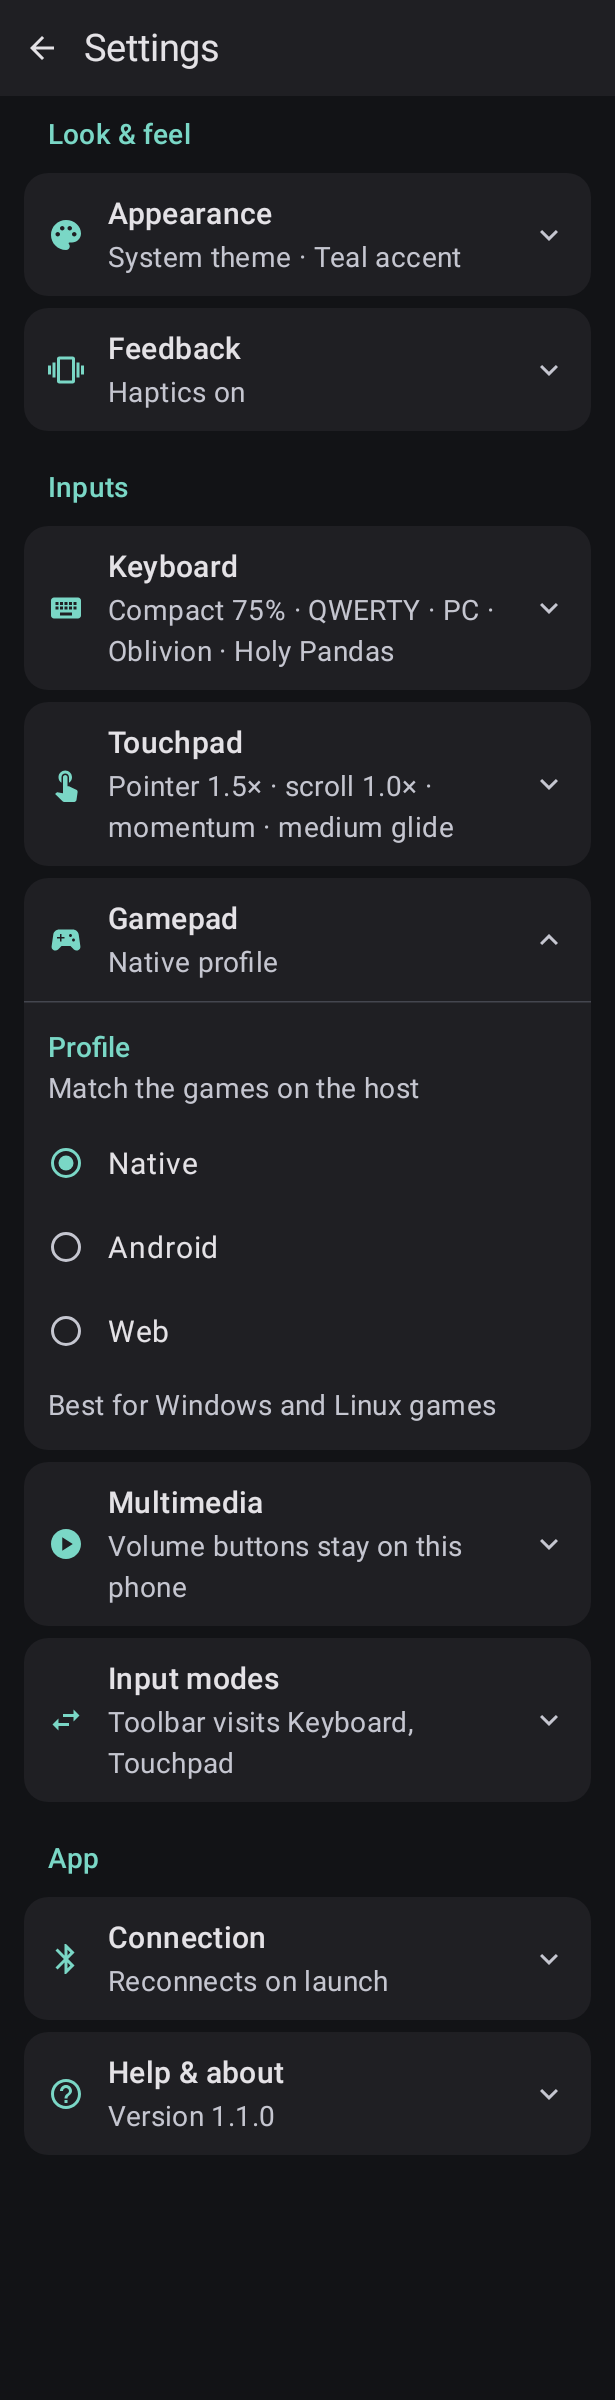 Settings
Look & feel
Appearance
System theme · Teal accent
Feedback
Haptics on
Inputs
Keyboard
Compact 75% · QWERTY · PC ·
Oblivion · Holy Pandas
Touchpad
Pointer 1.5× · scroll 1.0× ·
momentum · medium glide
Gamepad
Native profile
Profile
Match the games on the host
Native
Android
Web
Best for Windows and Linux games
Multimedia
Volume buttons stay on this
phone
Input modes
Toolbar visits Keyboard,
Touchpad
App
Connection
Reconnects on launch
Help & about
Version 1.1.0